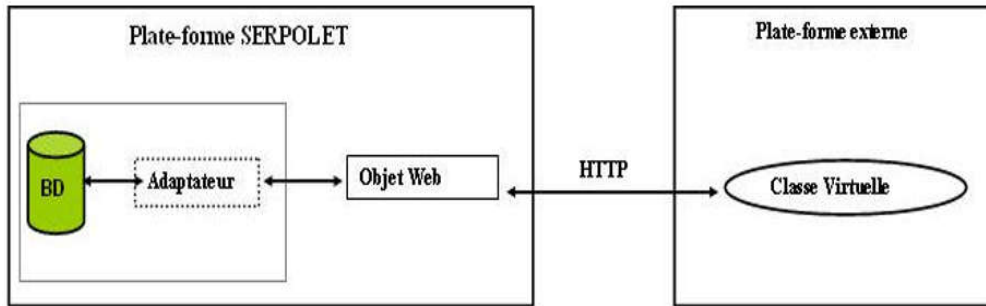 Plate-forme SERPOLET
Plate-forme externe
BD
Adaptateur
Objet Web
HTTP
Classe Virtuelle